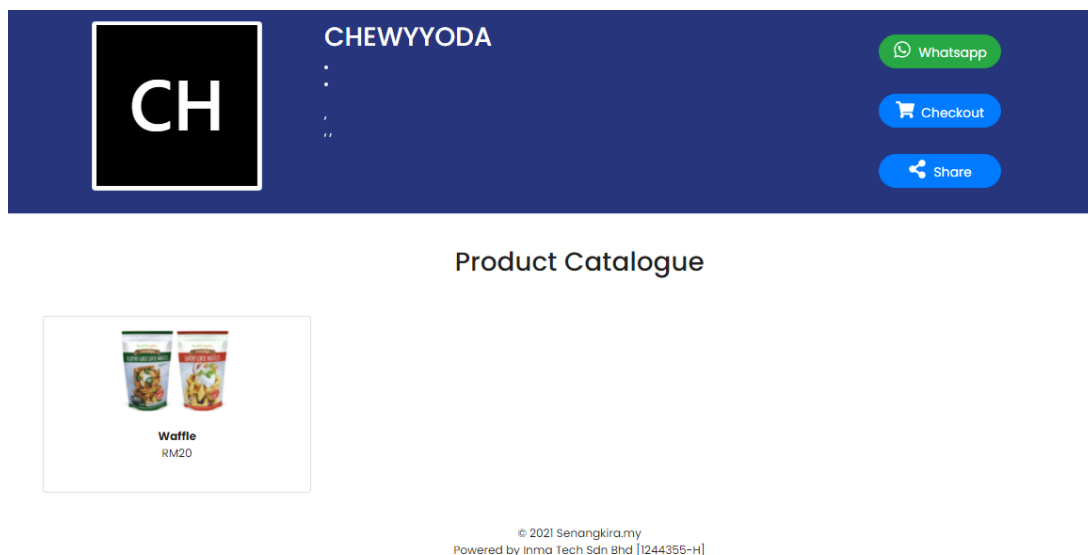 CH
CHEWYYODA
•
•
,
, ,
Whatsapp
Checkout
Share
Product Catalogue
Waffle
RM20
© 2021 Senangkira.my
Powered by Inma Tech Sdn Bhd [1244355-H]